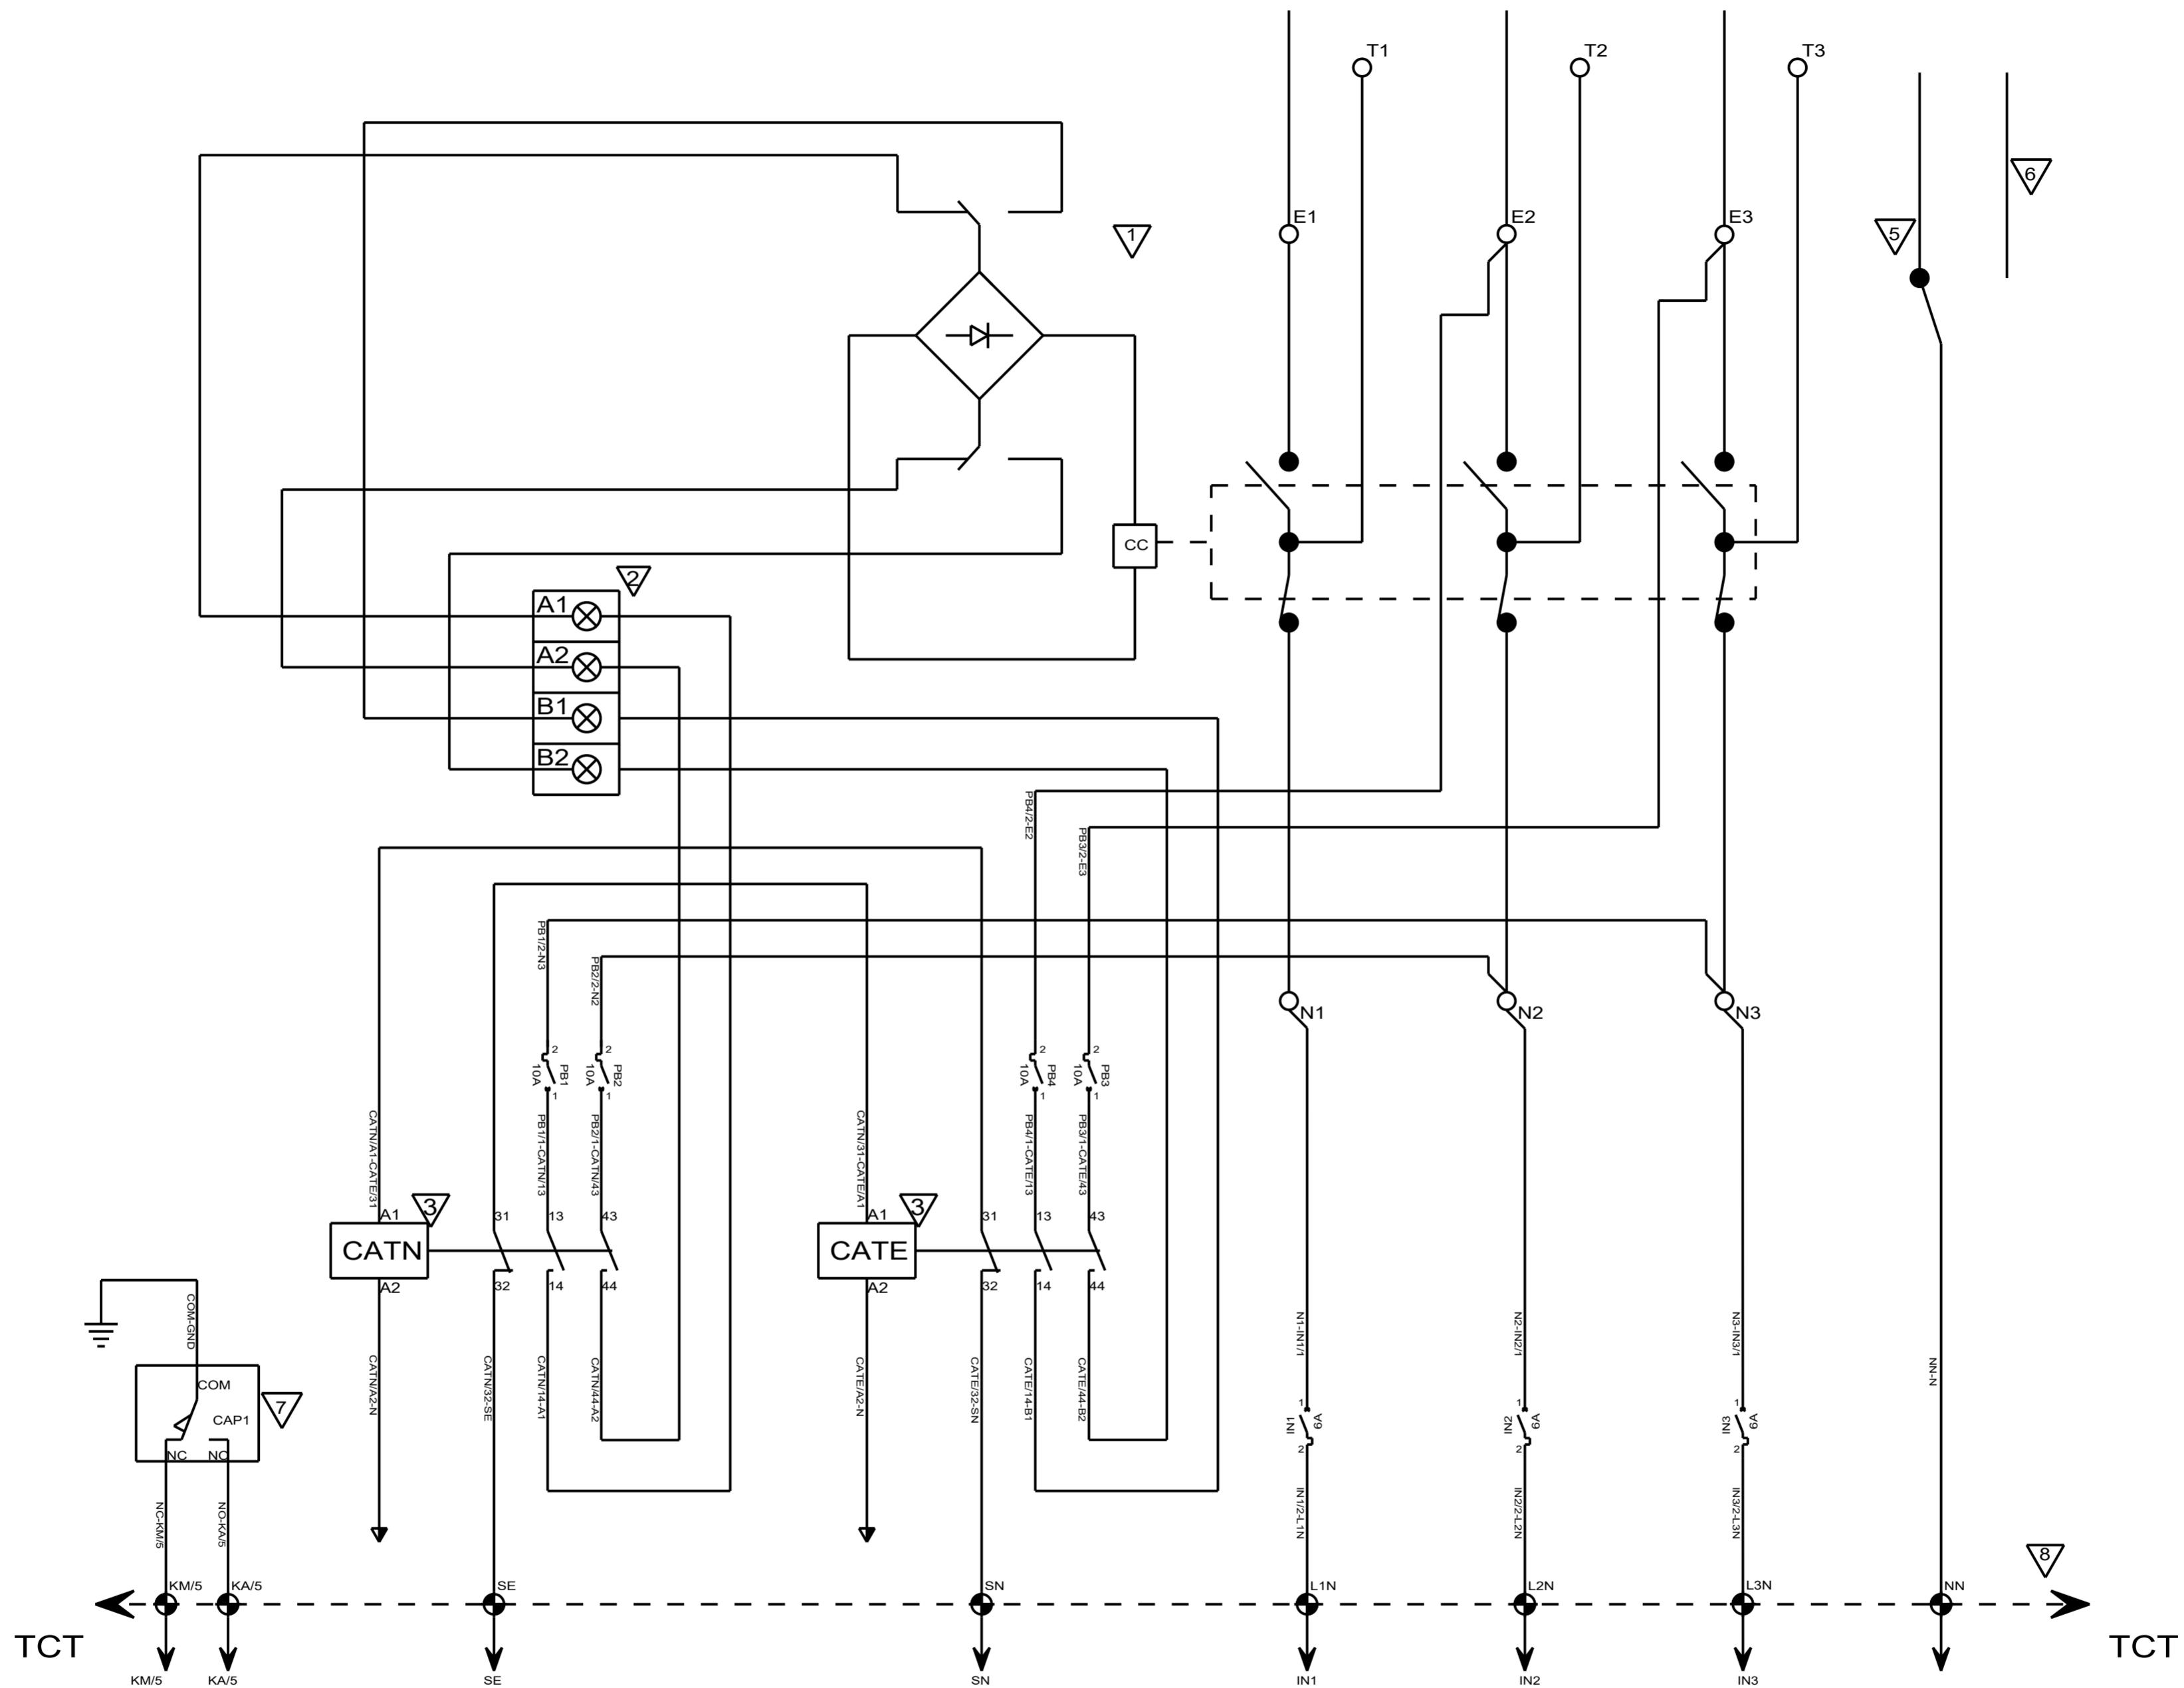 T1
T2
T3
6
5
1
E1
E2
E3
CC
2
A1
A2
B1
B2
PB4/2-E2
PB3/2-E3
PB1/2-N3
PB2/2-N2
N1
N2
N3
2
10A
PB1
1
2
10A
PB2
1
2
10A
PB4
1
2
10A
PB3
1
CATN/A1-CATE/31
PB1/1-CATN/13
PB2/1-CATN/43
CATN/31-CATE/A1
PB4/1-CATE/13
PB3/1-CATE/43
A1
3
31
13
43
A1
3
31
13
43
CATN
CATE
A2
32
14
44
A2
32
14
44
COM-GND
N1-IN1/1
N2-IN2/1
N3-IN3/1
CATN/A2-N
CATN/32-SE
CATN/14-A1
CATN/44-A2
CATE/A2-N
CATE/32-SN
CATE/14-B1
CATE/44-B2
NN-N
COM
CAP1
7
NC
NO
1
IN1
6A
2
1
IN2
6A
2
1
IN3
6A
2
NC-KM/5
NO-KA/5
IN1/2-L1N
IN2/2-L2N
IN3/2-L3N
8
KM/5
KA/5
SE
SN
L1N
L2N
L3N
NN
TCT
TCT
KM/5
KA/5
SE
SN
IN1
IN2
IN3